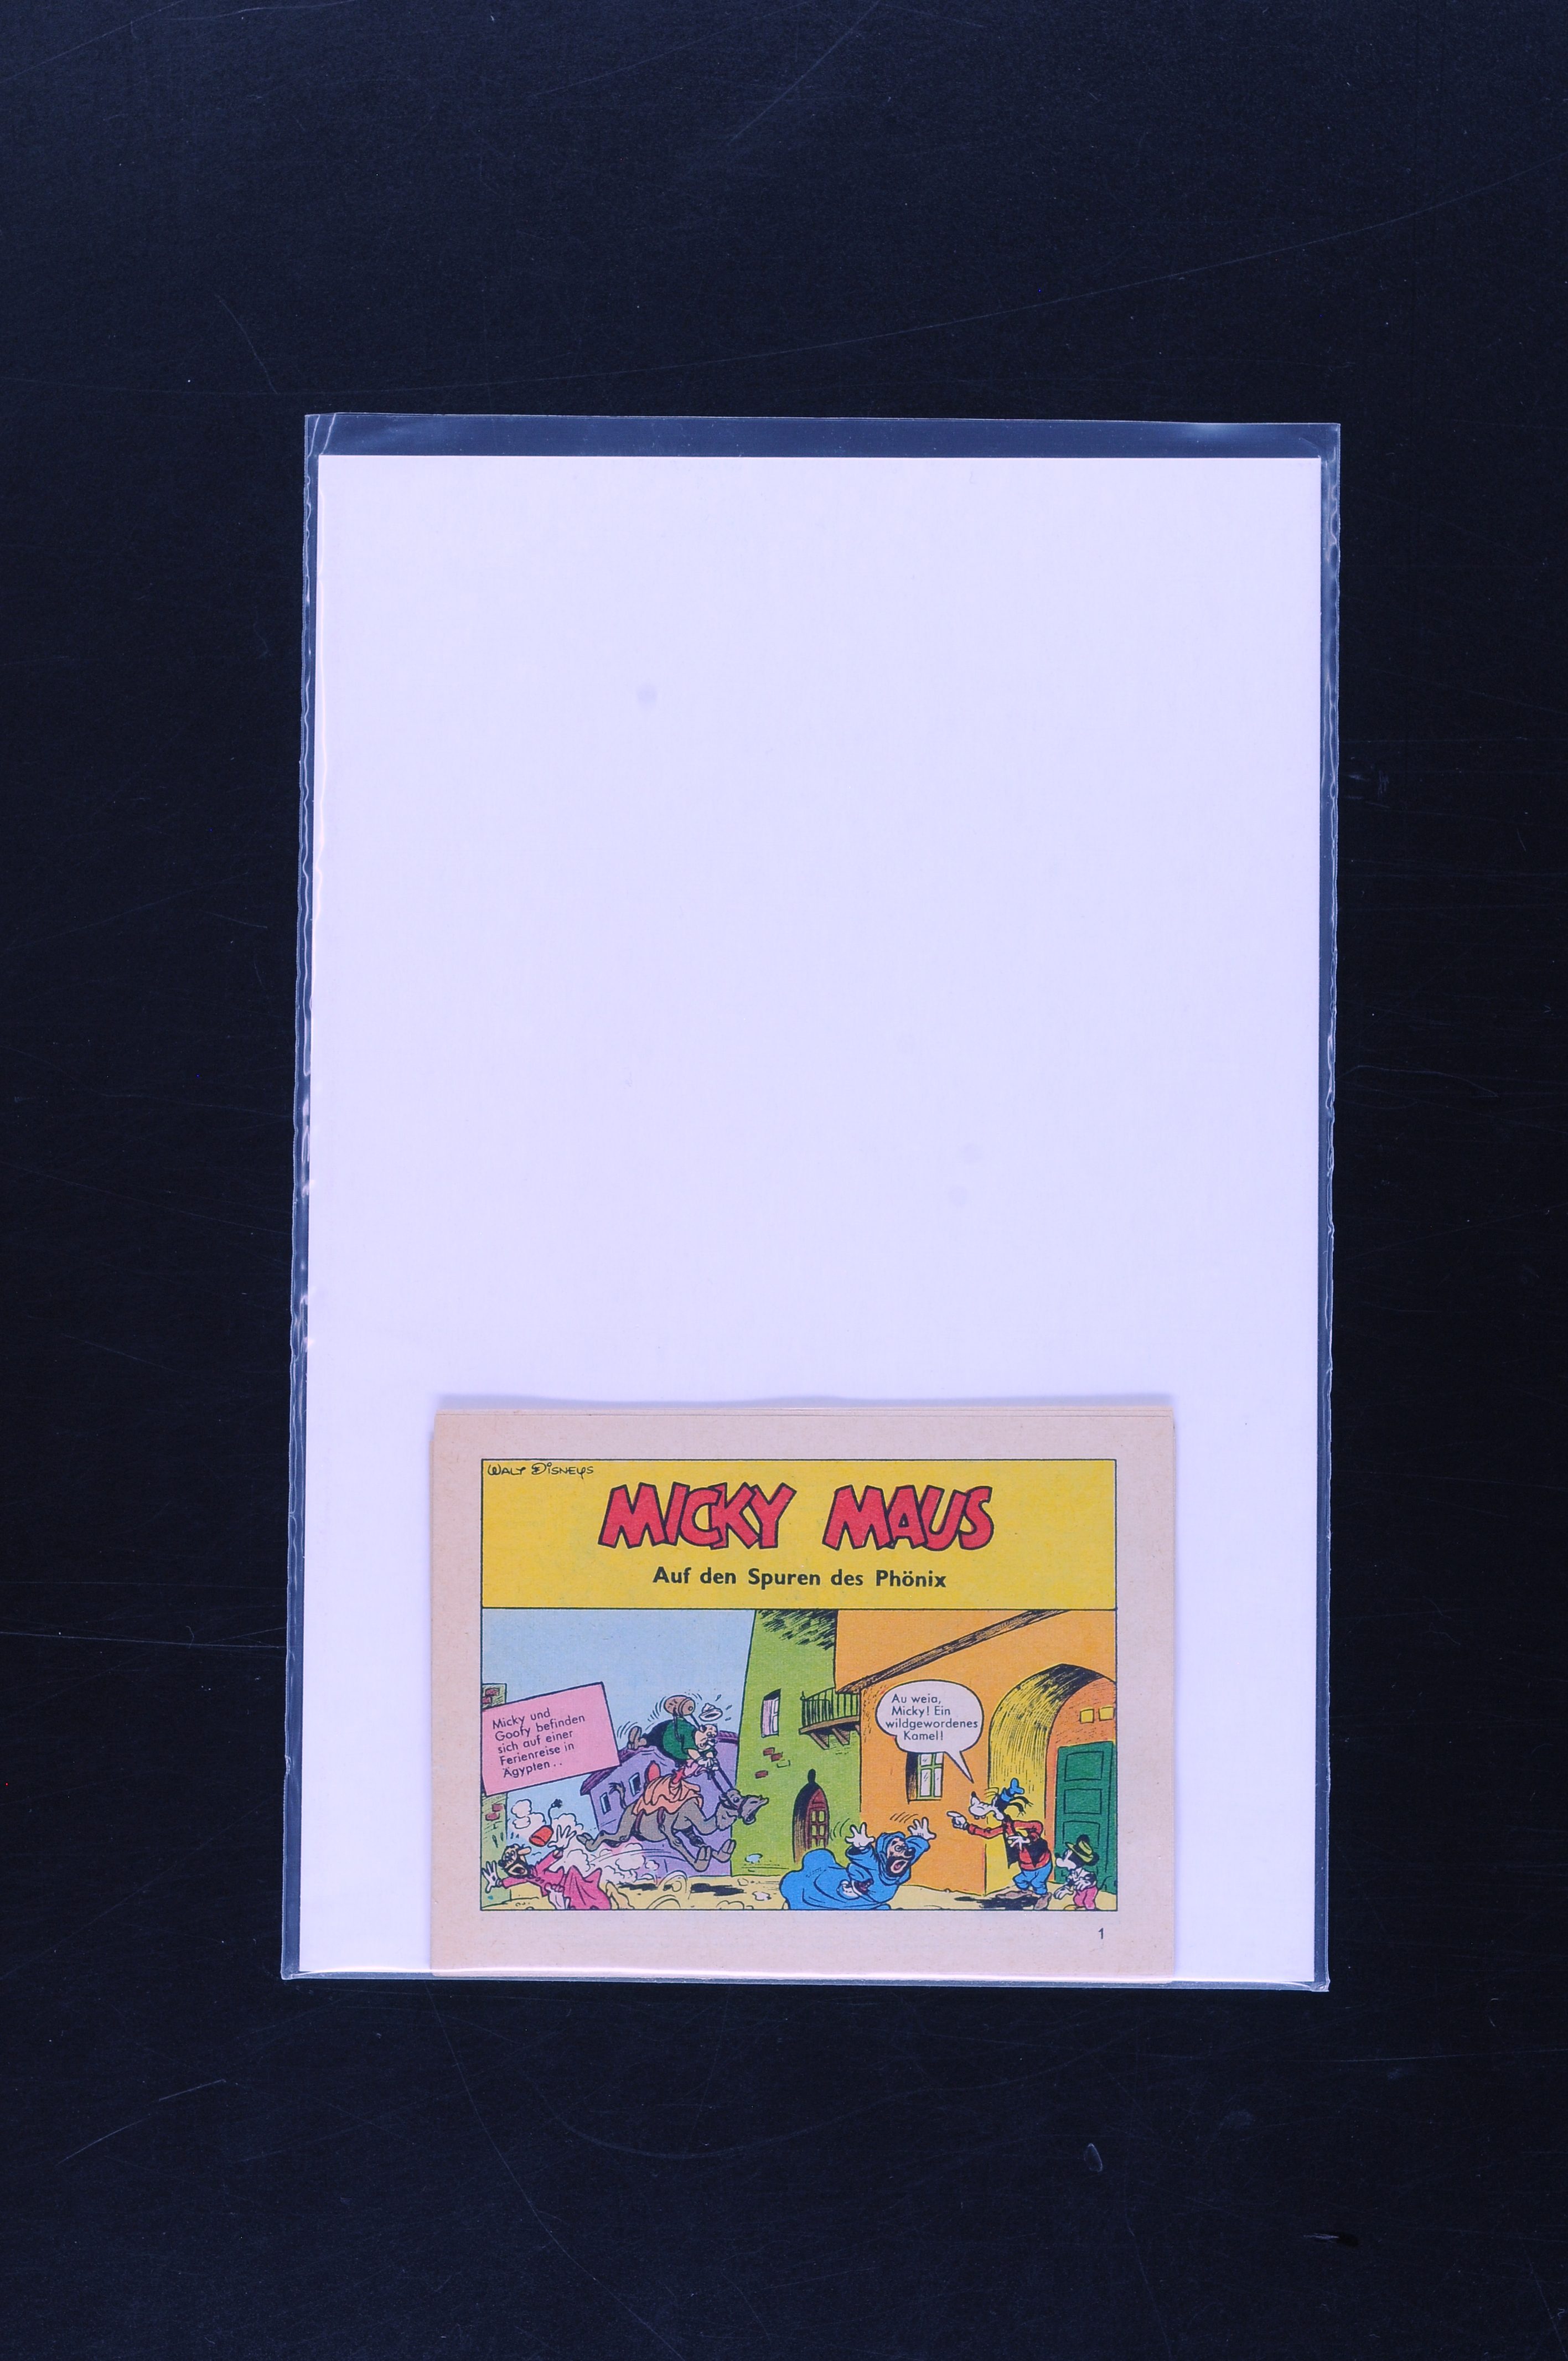 WALT DISNEYS
MICKY MAUS
Auf den Spuren des Phönix
Micky und
Goofy befinden
sich auf einer
Ferienreise in
Ägypten..
Au weia,
Micky! Ein
wildgewordenes
Kamel!
1